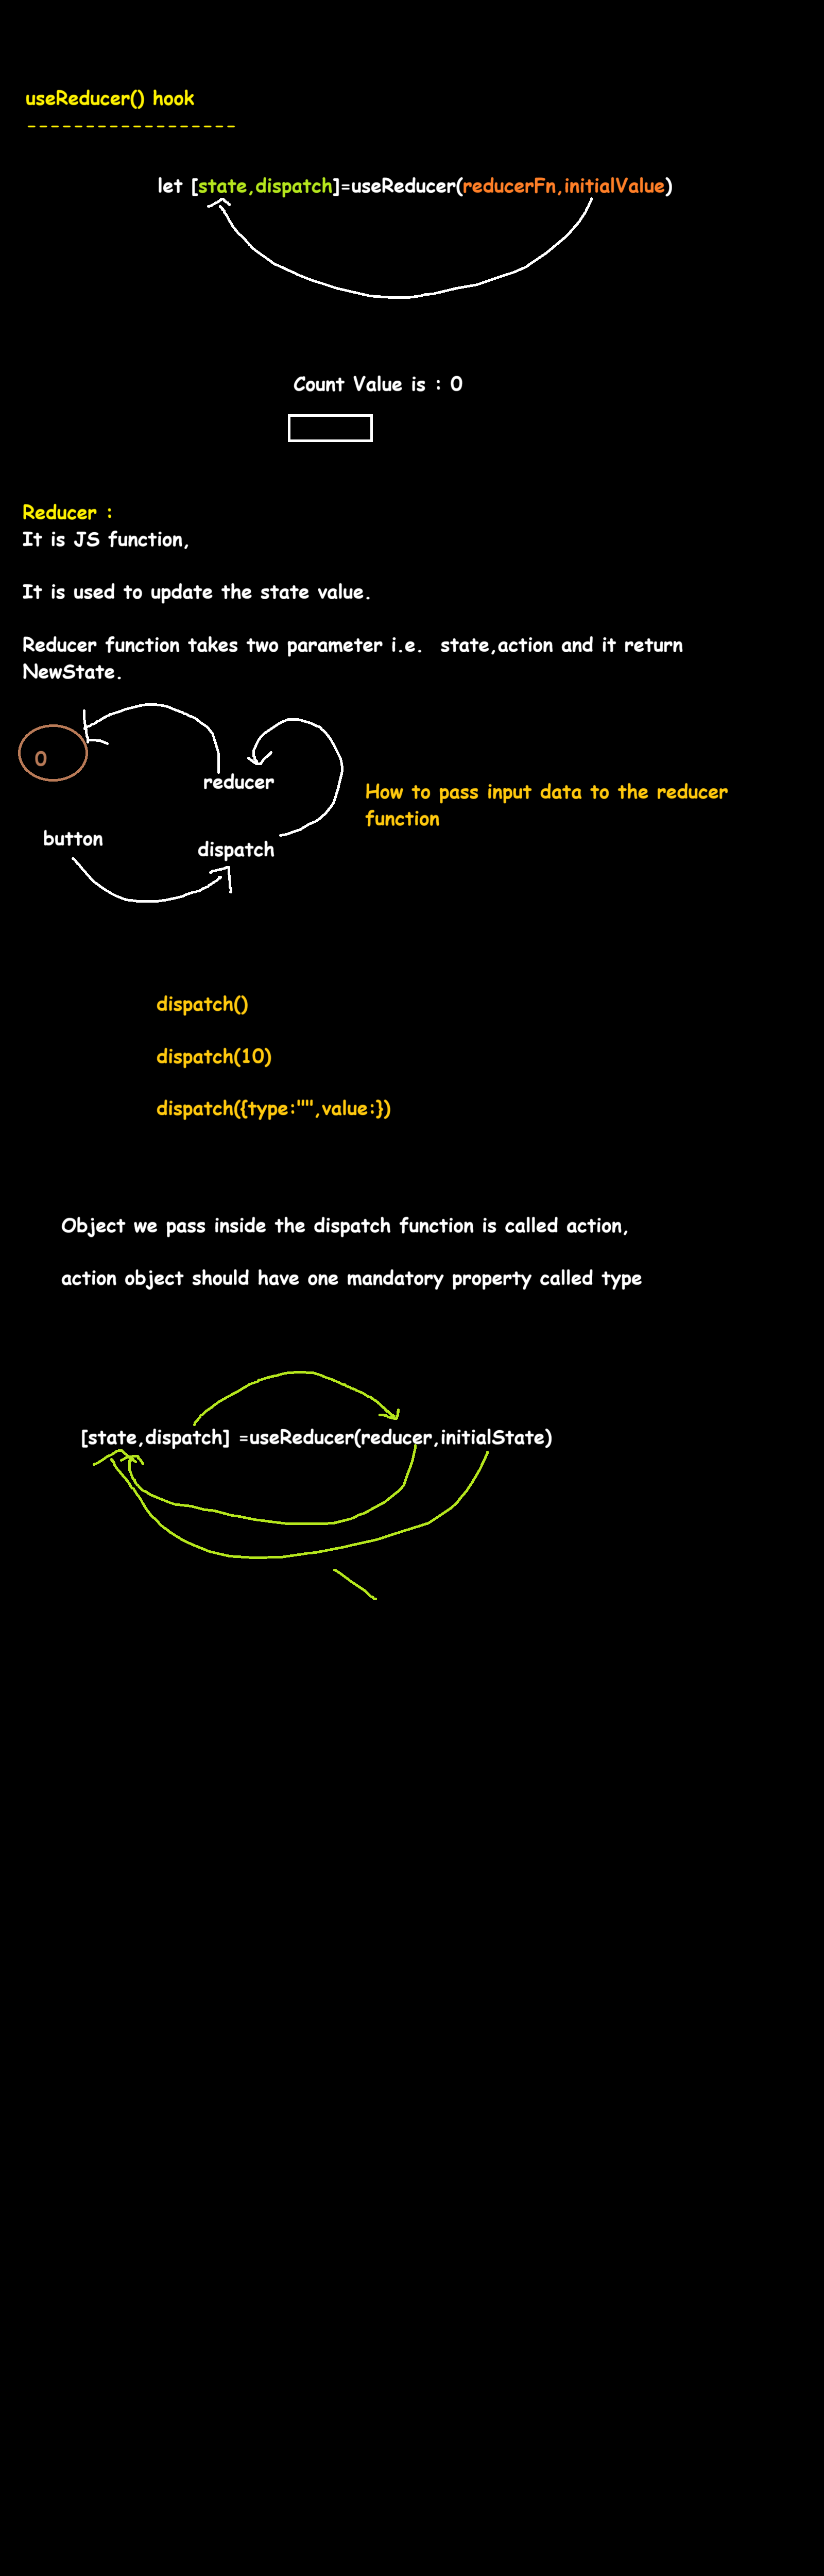 useReducer() hook
------------------
let [state,dispatch]=useReducer(reducerFn,initialValue)
Count Value is : 0
Reducer :
It is JS function,
It is used to update the state value.
Reducer function takes two parameter i.e. state,action and it return
NewState.
0
reducer
How to pass input data to the reducer
function
button
dispatch
dispatch()
dispatch(10)
dispatch({type:"",value:})
Object we pass inside the dispatch function is called action,
action object should have one mandatory property called type
[state,dispatch] =useReducer(reducer,initialState)